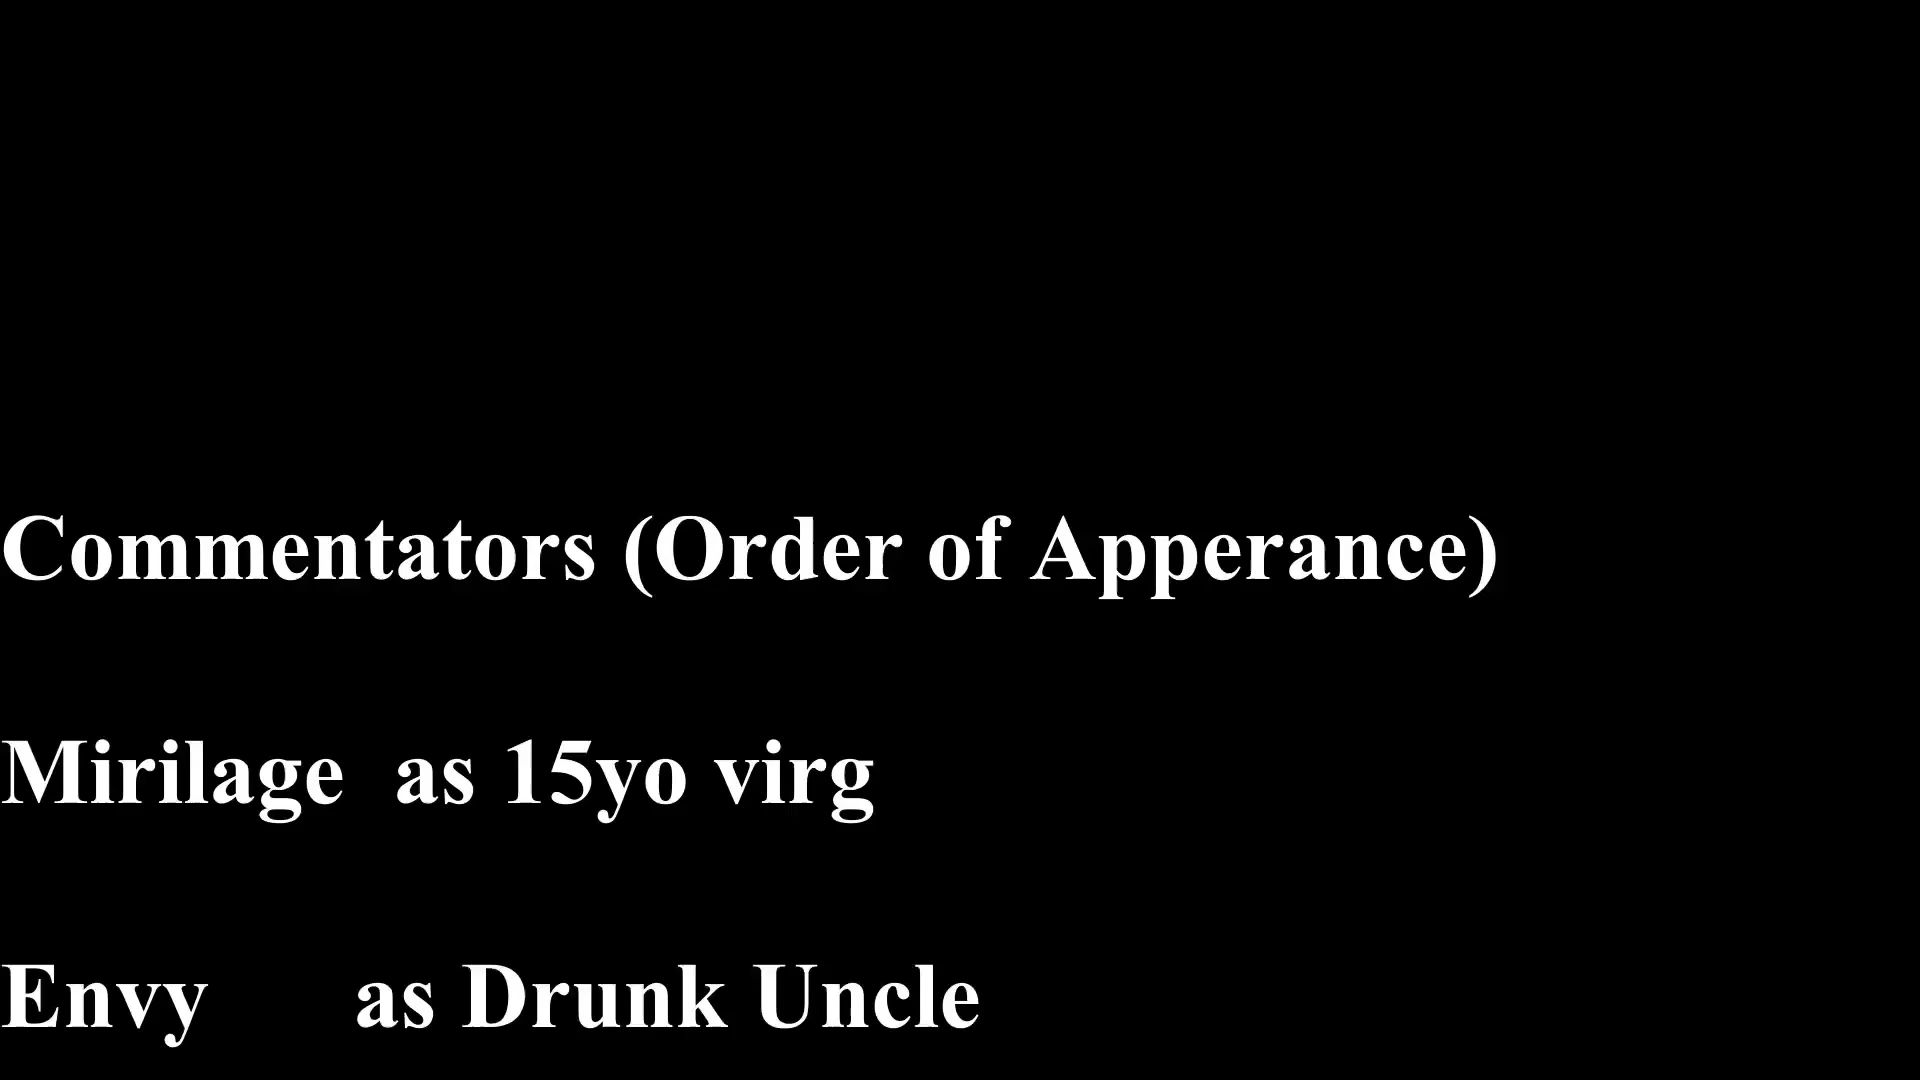 Commentators (Order of Apperance)
Mirilage as 15yo virg
Envy as Drunk Uncle